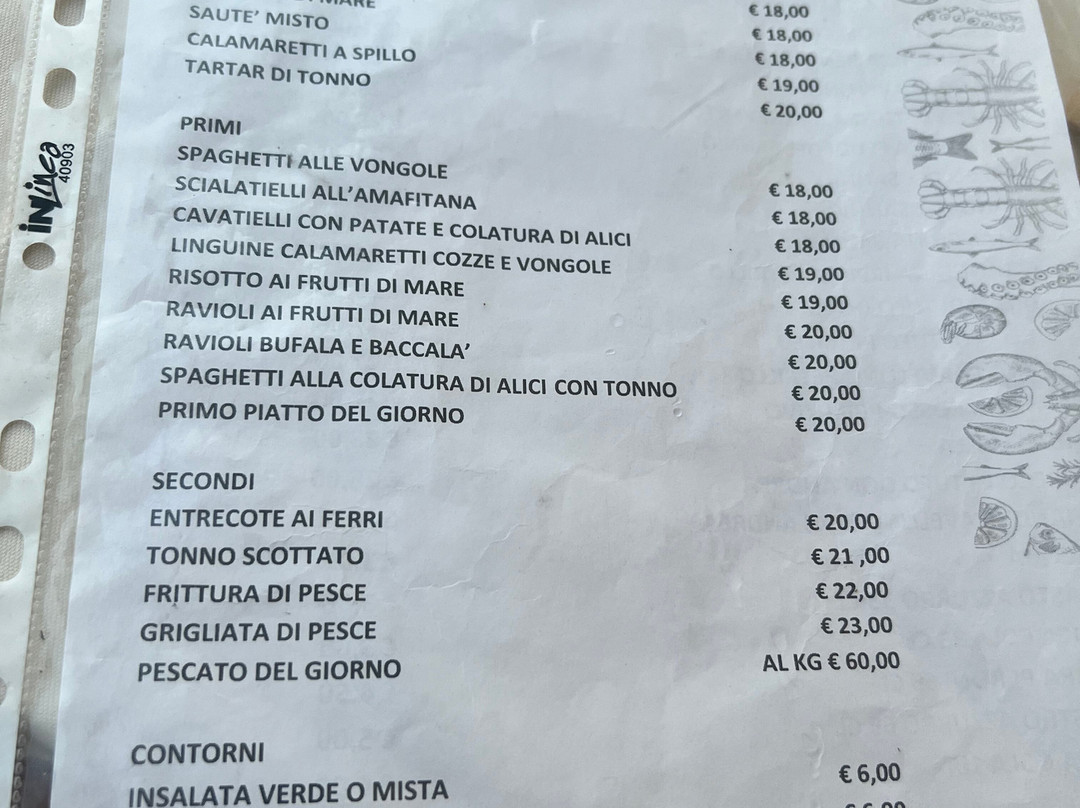 € 18,00
MARE € 18,00
SAUTE' MISTO € 18,00
CALAMARETTI A SPILLO € 19,00
TARTAR DI TONNO € 20,00
PRIMI
SPAGHETTI ALLE VONGOLE € 18,00
SCIALATIELLI ALL'AMAFITANA € 18,00
CAVATIELLI CON PATATE E COLATURA DI ALICI € 18,00
LINGUINE CALAMARETTI COZZE E VONGOLE € 19,00
RISOTTO AI FRUTTI DI MARE € 19,00
RAVIOLI AI FRUTTI DI MARE € 20,00
RAVIOLI BUFALA E BACCALA' € 20,00
SPAGHETTI ALLA COLATURA DI ALICI CON TONNO € 20,00
PRIMO PIATTO DEL GIORNO € 20,00
SECONDI
ENTRECOTE AI FERRI € 20,00
TONNO SCOTTATO € 21 ,00
FRITTURA DI PESCE € 22,00
GRIGLIATA DI PESCE € 23,00
PESCATO DEL GIORNO AL KG € 60,00
CONTORNI
INSALATA VERDE O MISTA € 6,00
inLinea
40903